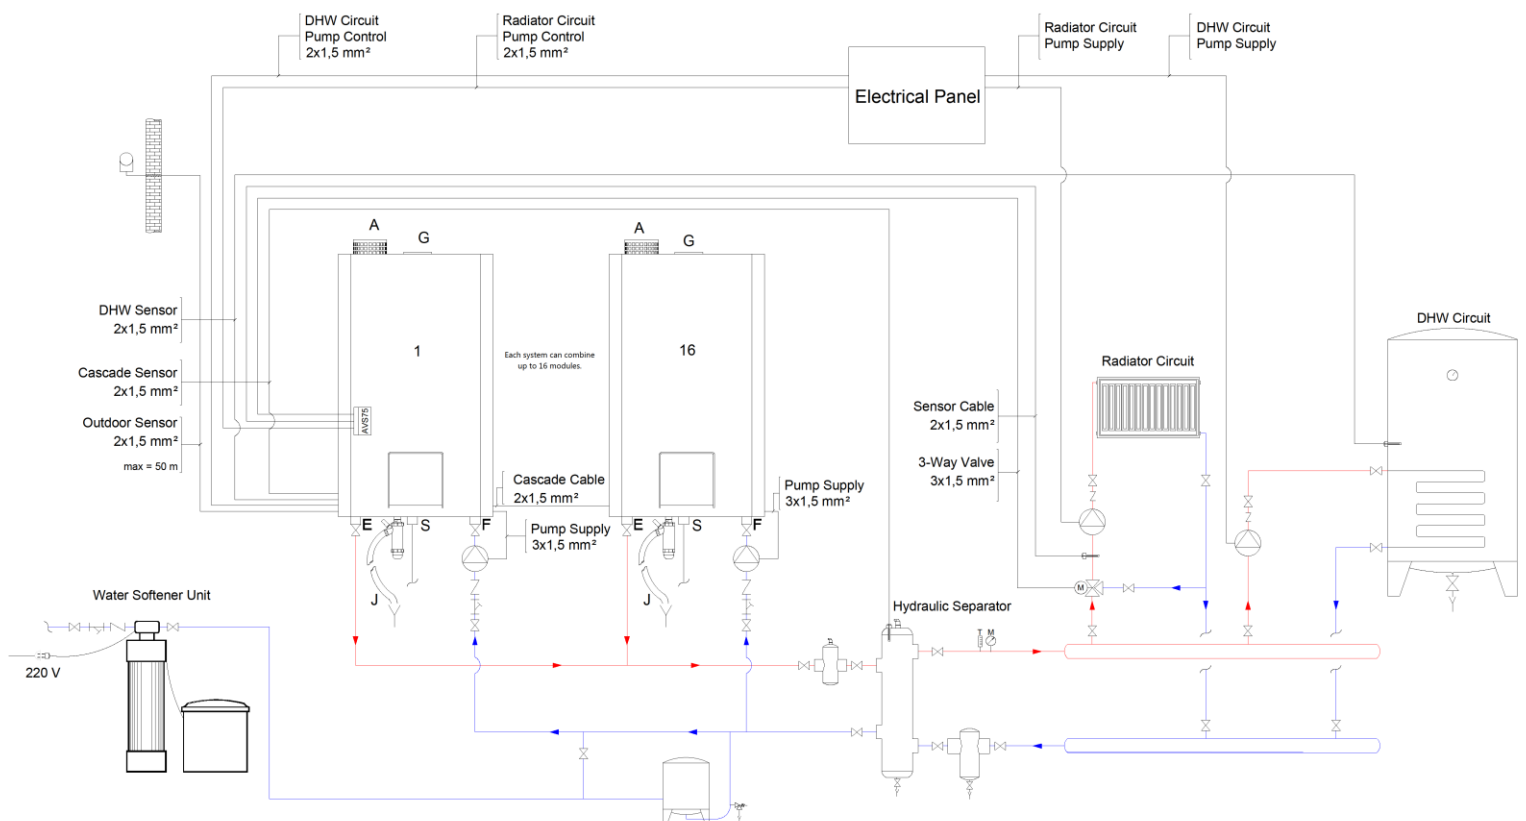 DHW Circuit
Pump Control
2x1,5 mm²
Radiator Circuit
Pump Control
2x1,5 mm²
Radiator Circuit
Pump Supply
DHW Circuit
Pump Supply
Electrical Panel
A
G
A
G
DHW Sensor
2x1,5 mm²
Cascade Sensor
2x1,5 mm²
Outdoor Sensor
2x1,5 mm²
max = 50 m
1
Each system can combine
up to 16 modules.
16
AVS75
DHW Circuit
Radiator Circuit
Sensor Cable
2x1,5 mm²
3-Way Valve
3x1,5 mm²
Cascade Cable
2x1,5 mm²
Pump Supply
3x1,5 mm²
E
S
F
Pump Supply
3x1,5 mm²
E
S
F
J
J
M
Water Softener Unit
220 V
Hydraulic Separator
T
M